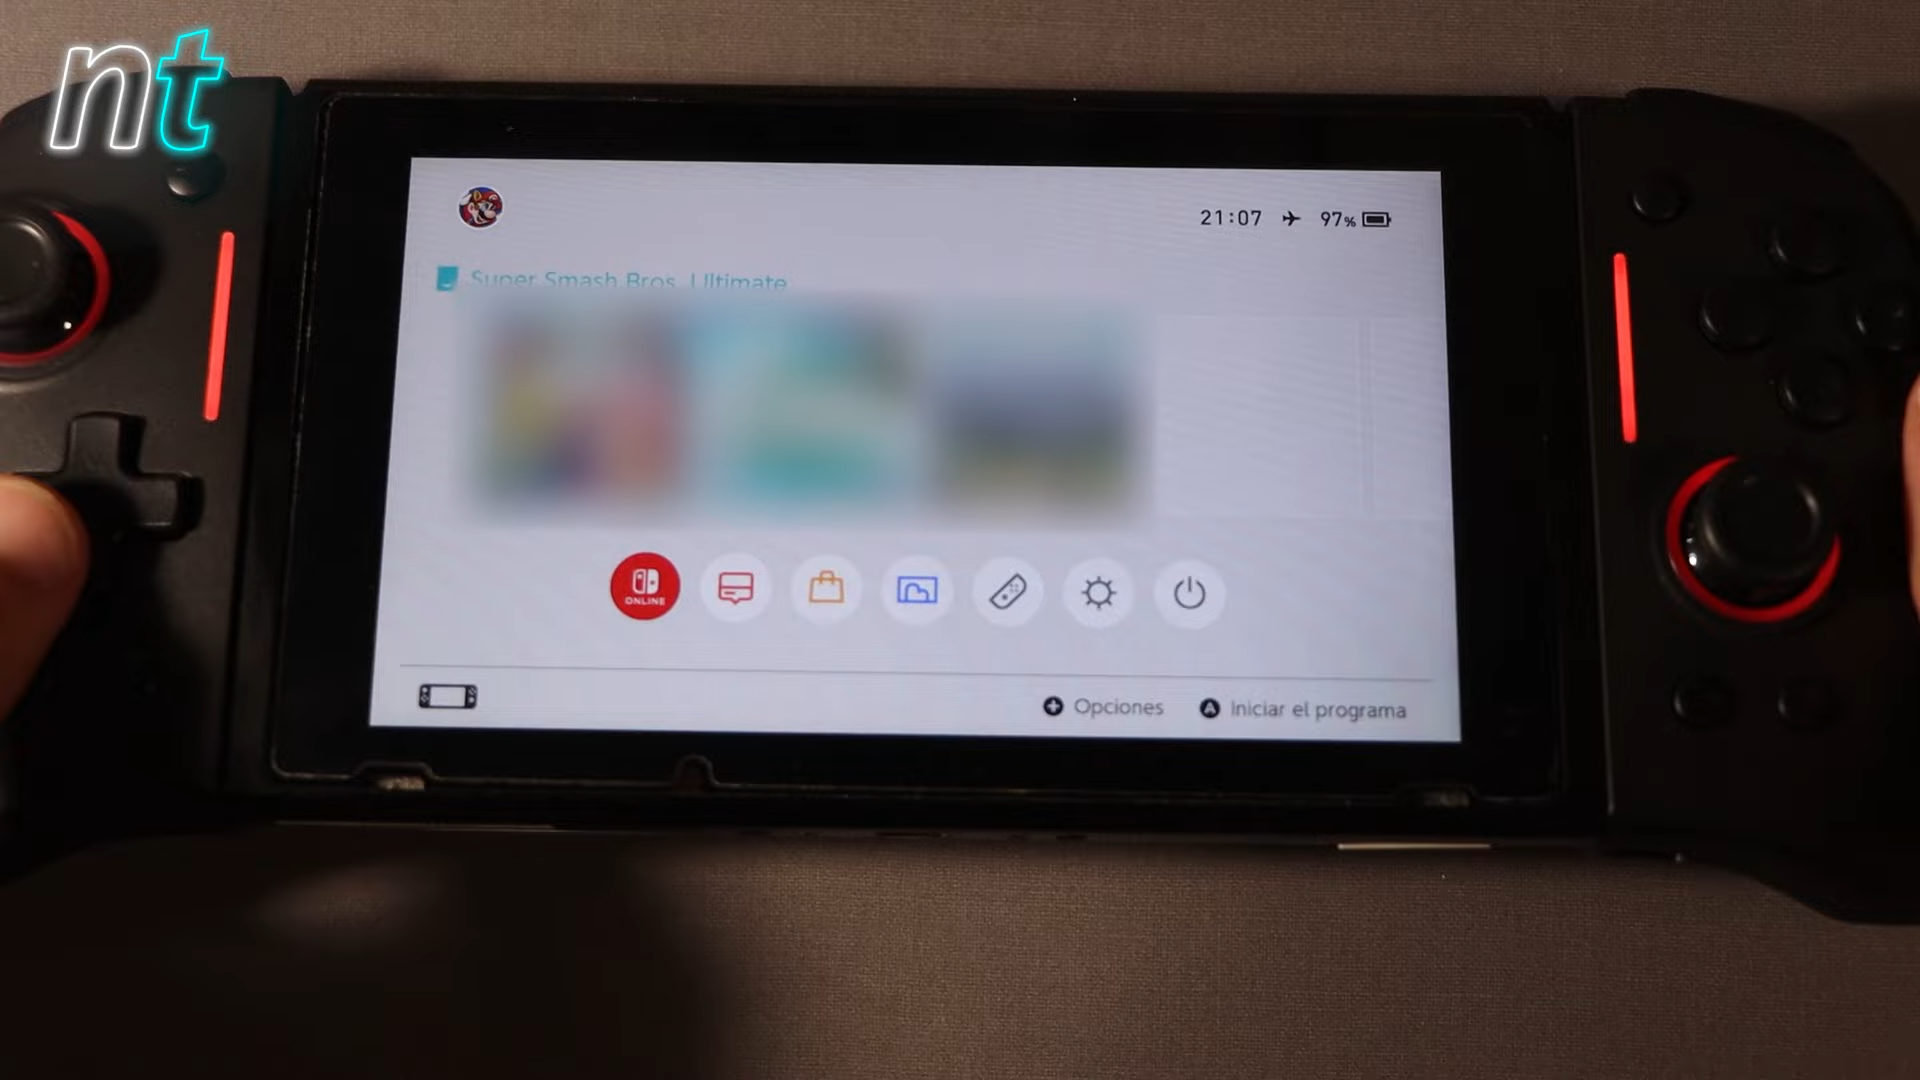 nt
21:07 97%
Super Smash Bros. Ultimate
ONLINE
+ Opciones A Iniciar el programa